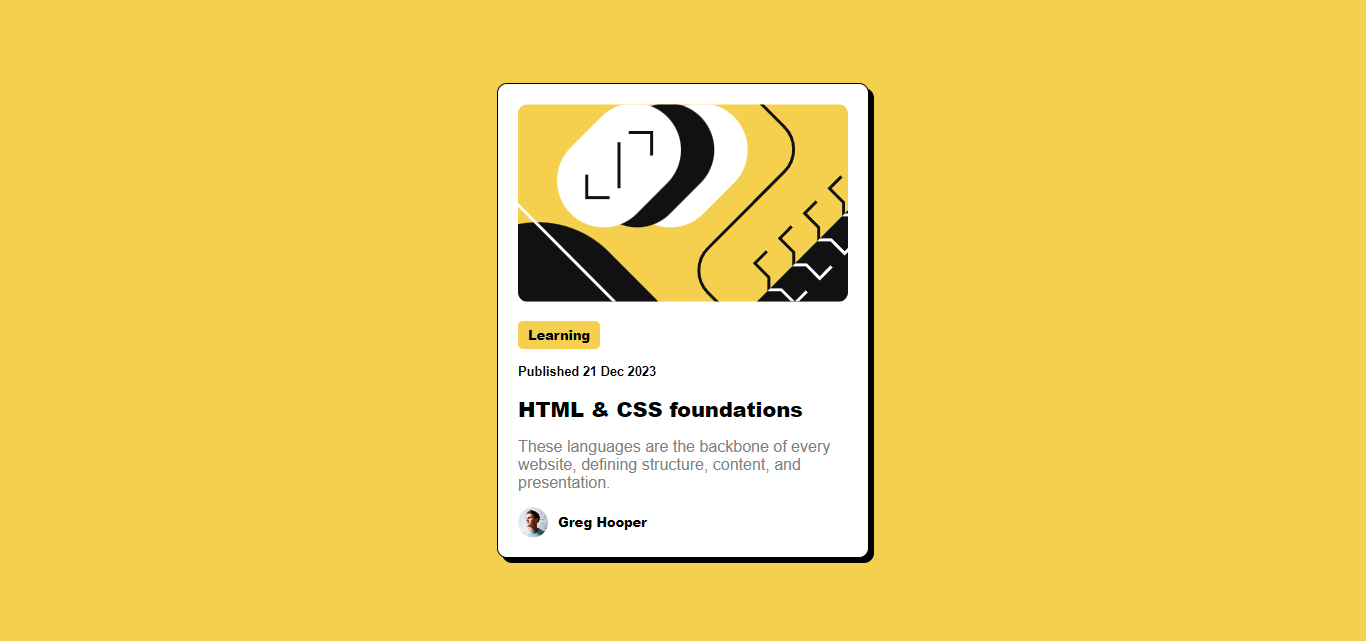 Learning
Published 21 Dec 2023
HTML & CSS foundations
These languages are the backbone of every
website, defining structure, content, and
presentation.
Greg Hooper